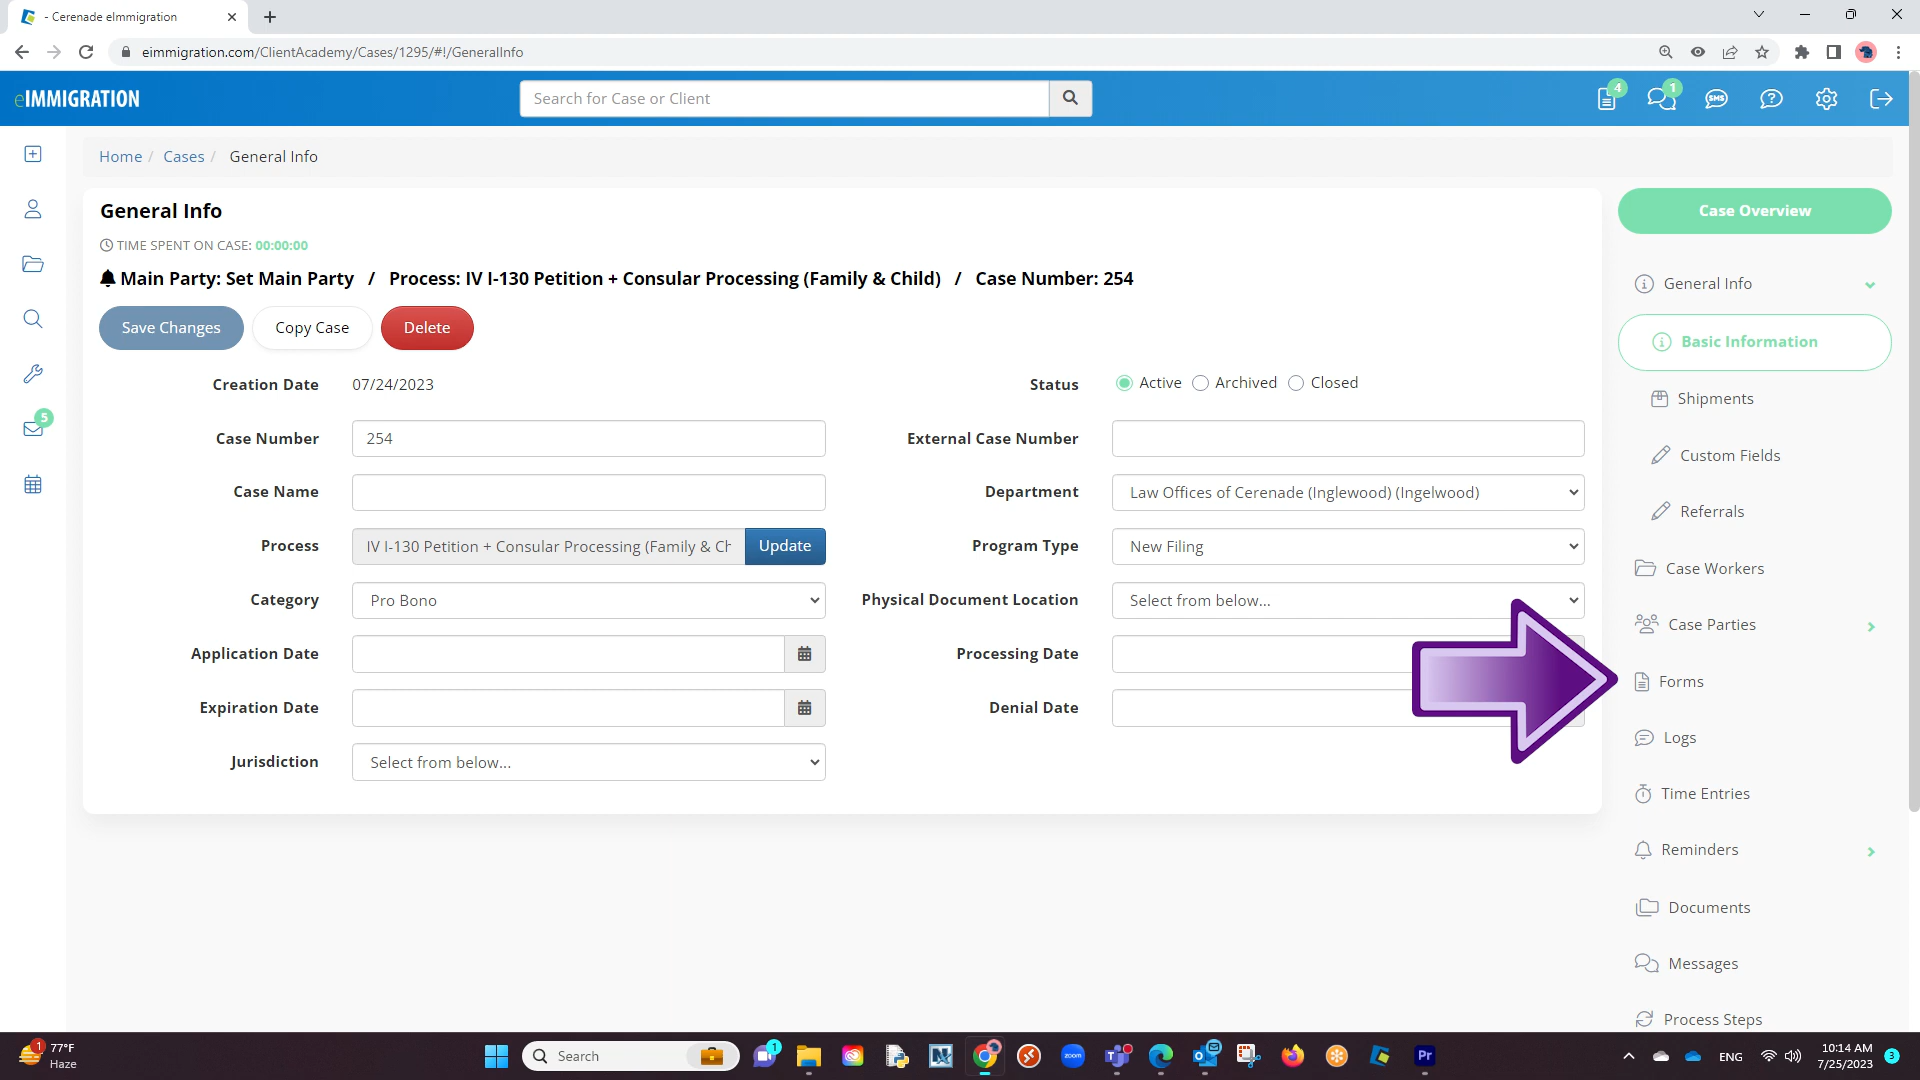 - Cerenade eImmigration
eimmigration.com/ClientAcademy/Cases/1295/#!/GeneralInfo
eIMMIGRATION
Search for Case or Client
4
1
SMS
Home / Cases / General Info
5
General Info
TIME SPENT ON CASE: 00:00:00
Main Party: Set Main Party / Process: IV I-130 Petition + Consular Processing (Family & Child) / Case Number: 254
Save Changes
Copy Case
Delete
Creation Date 07/24/2023
Status Active Archived Closed
Case Number 254
External Case Number
Case Name
Department Law Offices of Cerenade (Inglewood) (Ingelwood)
Process IV I-130 Petition + Consular Processing (Family & Ch Update
Program Type New Filing
Category Pro Bono
Physical Document Location Select from below...
Application Date
Processing Date
Expiration Date
Denial Date
Jurisdiction Select from below...
Case Overview
General Info
Basic Information
Shipments
Custom Fields
Referrals
Case Workers
Case Parties
Forms
Logs
Time Entries
Reminders
Documents
Messages
Process Steps
1
77°F
Haze
Search
1
zoom
Pr
ENG
10:14 AM
7/25/2023
3